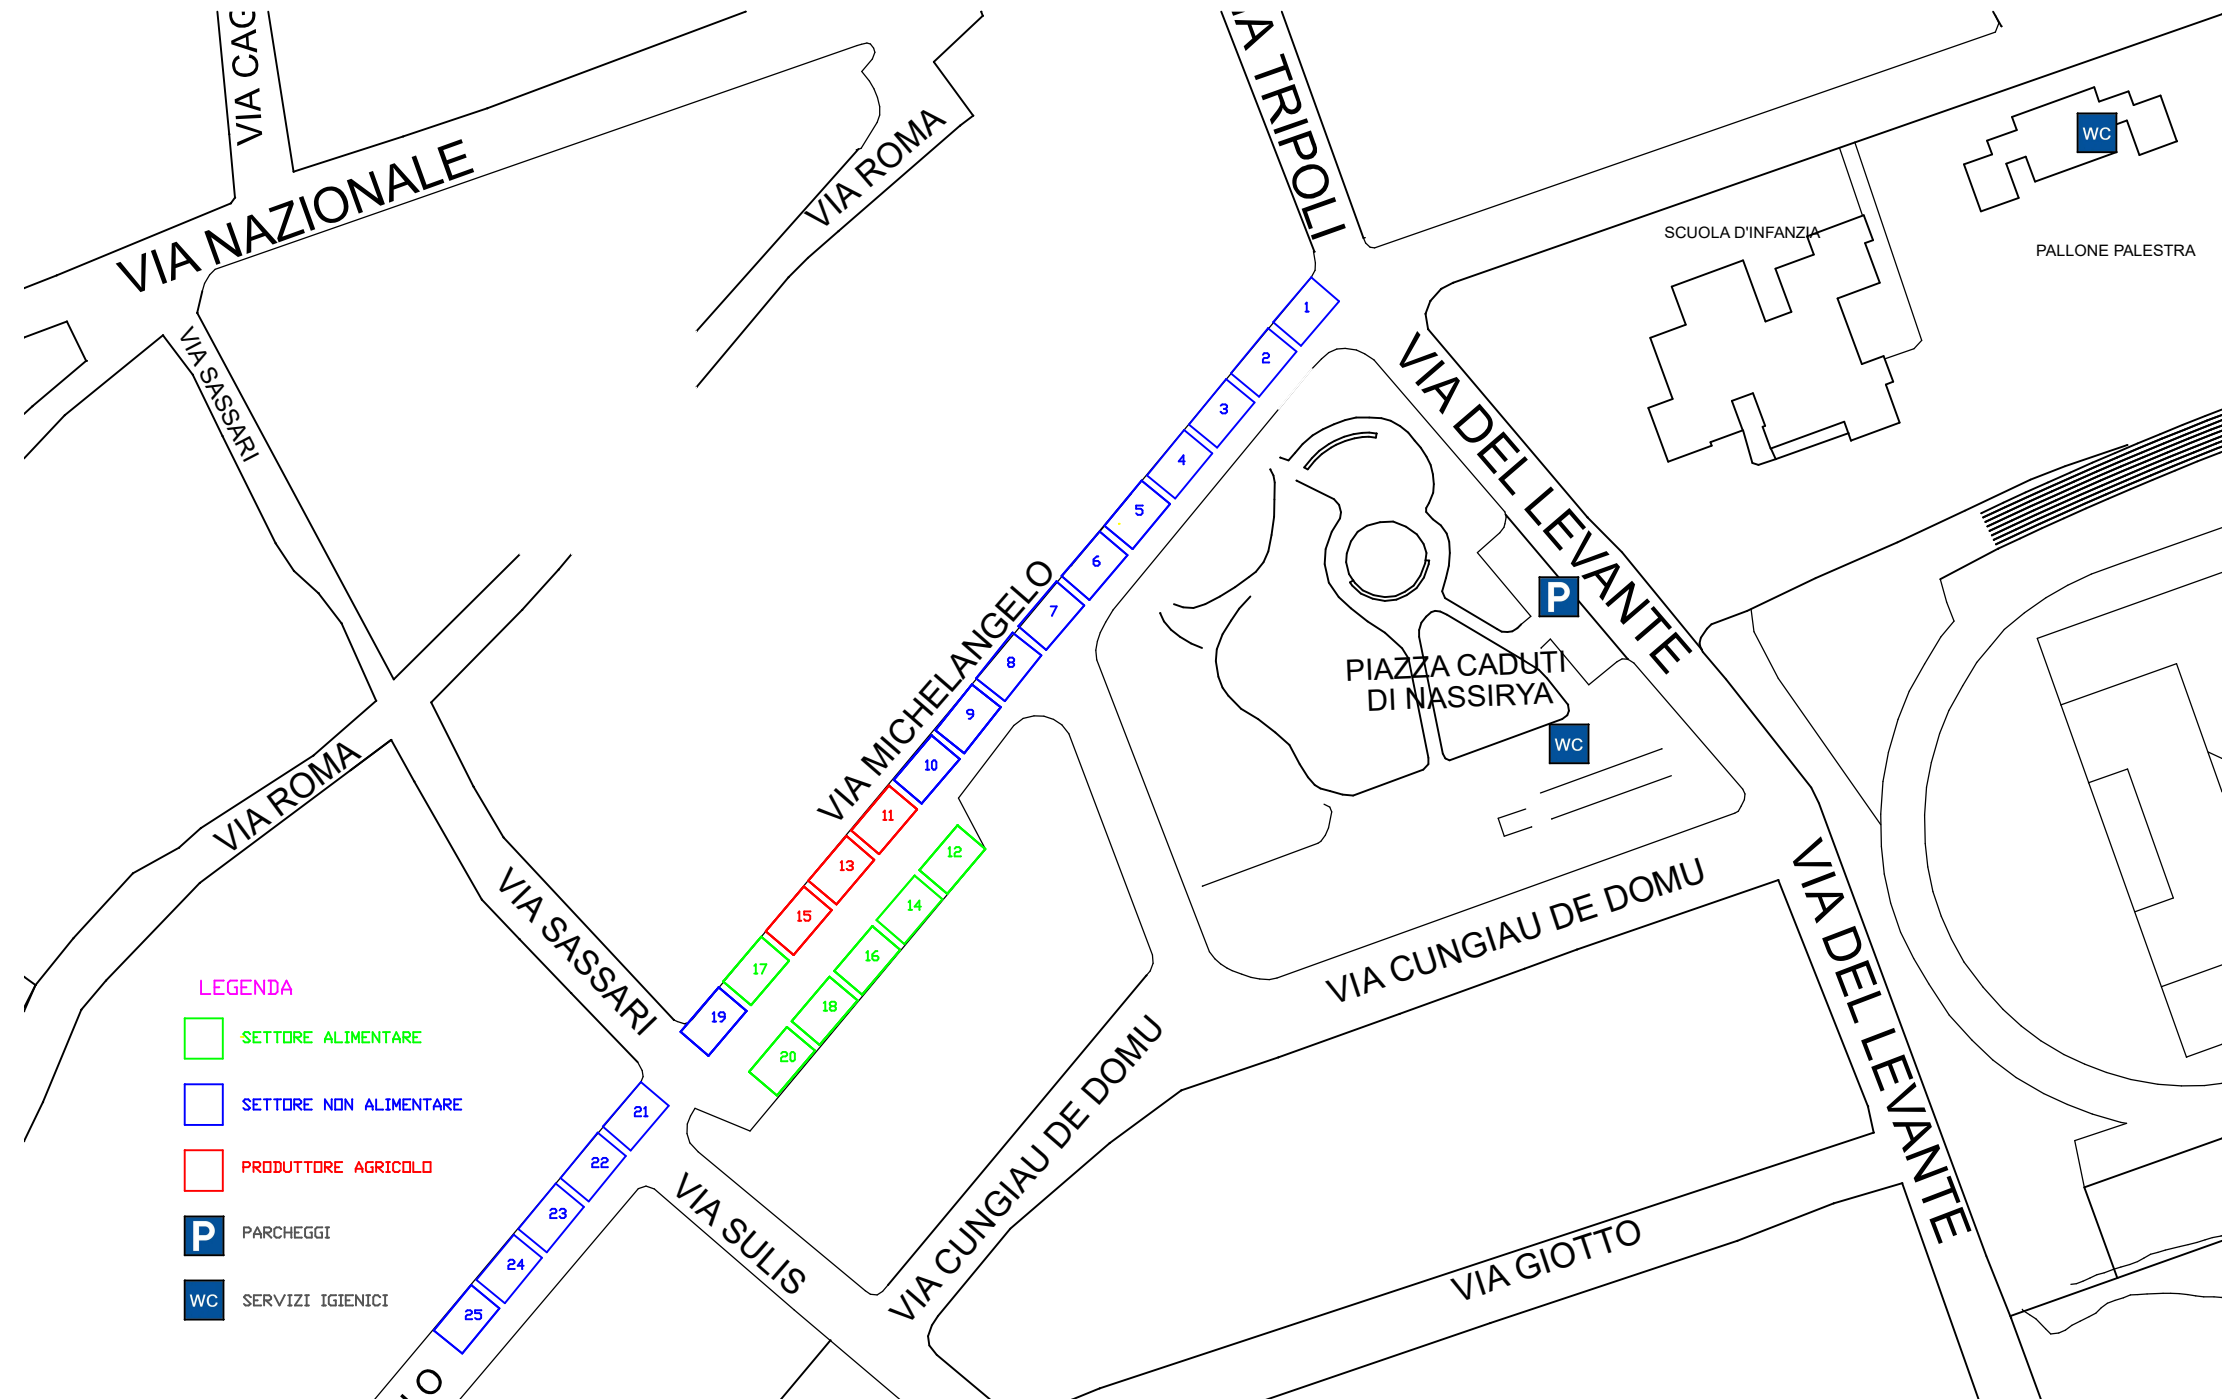 VIA CAG
VIA NAZIONALE
VIA ROMA
VIA TRIPOLI
WC
SCUOLA D'INFANZIA
PALLONE PALESTRA
VIA SASSARI
VIA DEL LEVANTE
1
2
3
4
5
6
7
8
9
10
11
12
13
14
15
16
17
18
19
20
21
22
23
24
25
VIA MICHELANGELO
P
PIAZZA CADUTI
DI NASSIRYA
WC
VIA ROMA
VIA SASSARI
VIA CUNGIAU DE DOMU
VIA DEL LEVANTE
VIA CUNGIAU DE DOMU
VIA SULIS
VIA GIOTTO
LO
LEGENDA
SETTORE ALIMENTARE
SETTORE NON ALIMENTARE
PRODUTTORE AGRICOLO
P PARCHEGGI
WC SERVIZI IGIENICI